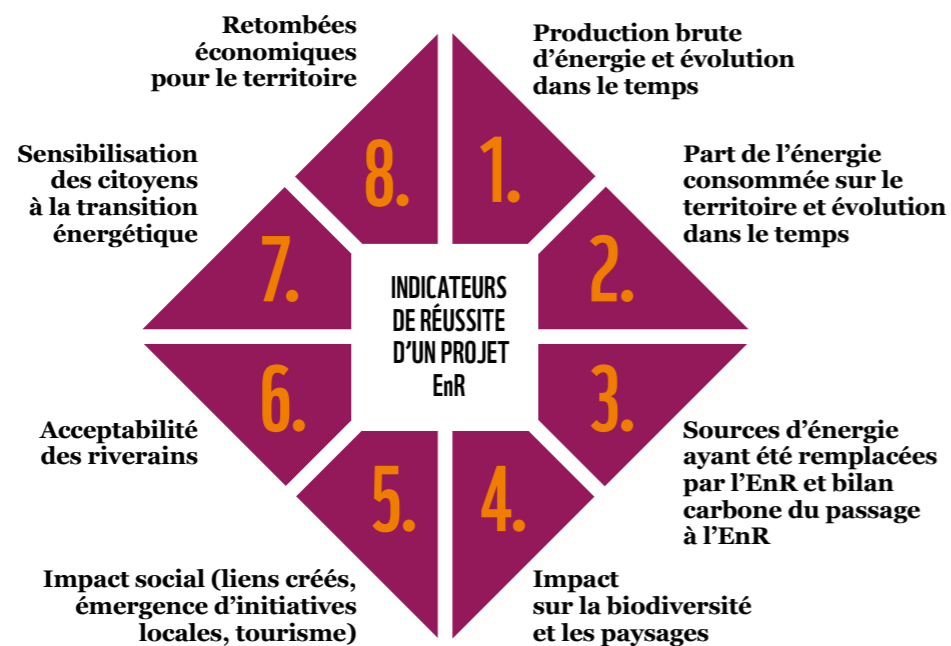 INDICATEURS
DE RÉUSSITE
D'UN PROJET
EnR
1.
Production brute
d'énergie et évolution
dans le temps
2.
Part de l'énergie
consommée sur le
territoire et évolution
dans le temps
3.
Sources d'énergie
ayant été remplacées
par l'EnR et bilan
carbone du passage
à l'EnR
4.
Impact
sur la biodiversité
et les paysages
5.
Impact social (liens créés,
émergence d'initiatives
locales, tourisme)
6.
Acceptabilité
des riverains
7.
Sensibilisation
des citoyens
à la transition
énergétique
8.
Retombées
économiques
pour le territoire